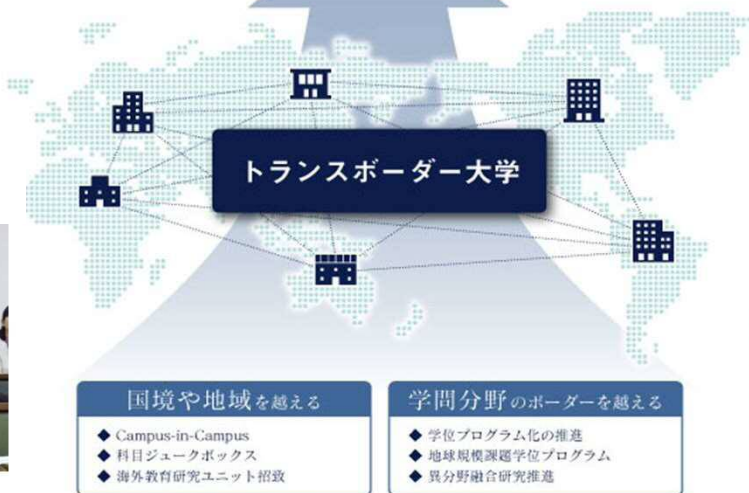 トランスボーダー大学
国境や地域を越える
◆ Campus-in-Campus
◆ 科目ジュークボックス
◆ 海外教育研究ユニット招致
学問分野のボーダーを越える
◆ 学位プログラム化の推進
◆ 地球規模課題学位プログラム
◆ 異分野融合研究推進